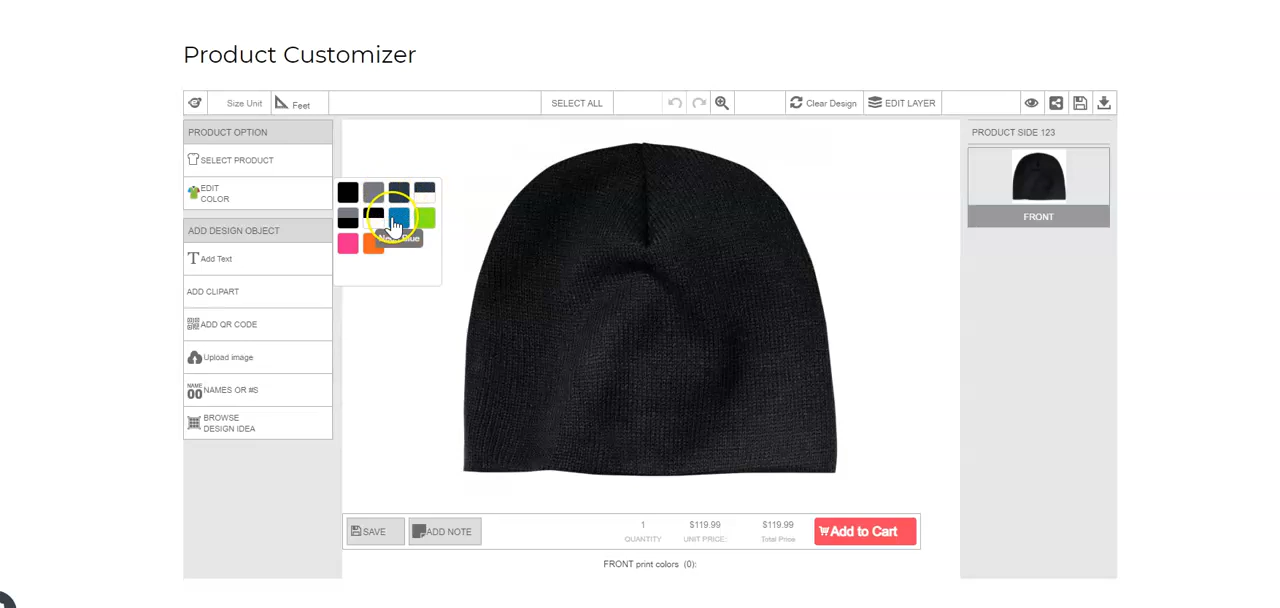 Product Customizer
Size Unit
Feet
SELECT ALL
Clear Design
EDIT LAYER
PRODUCT OPTION
SELECT PRODUCT
EDIT
COLOR
ADD DESIGN OBJECT
Add Text
ADD CLIPART
ADD QR CODE
Upload image
NAME
00
NAMES OR #S
BROWSE
DESIGN IDEA
PRODUCT SIDE 123
FRONT
SAVE
ADD NOTE
1
QUANTITY
$119.99
UNIT PRICE:
$119.99
Total Price
Add to Cart
FRONT print colors (0):